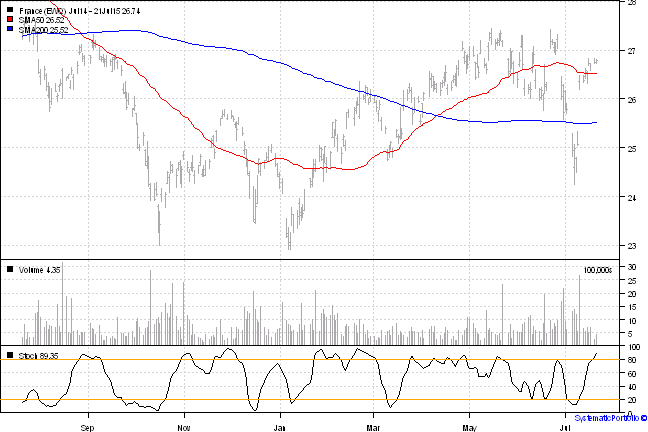 France (EWQ) Jul14 - 21Jul15 26.74
SMA50 26.52
SMA200 25.52
28
27
26
25
24
23
Volume 4.35
100,000s
30
25
20
15
10
5
Stoch 89.35
100
80
60
40
20
0
Sep
Nov
Jan
Mar
May
Jul
SystematicPortfolio ©